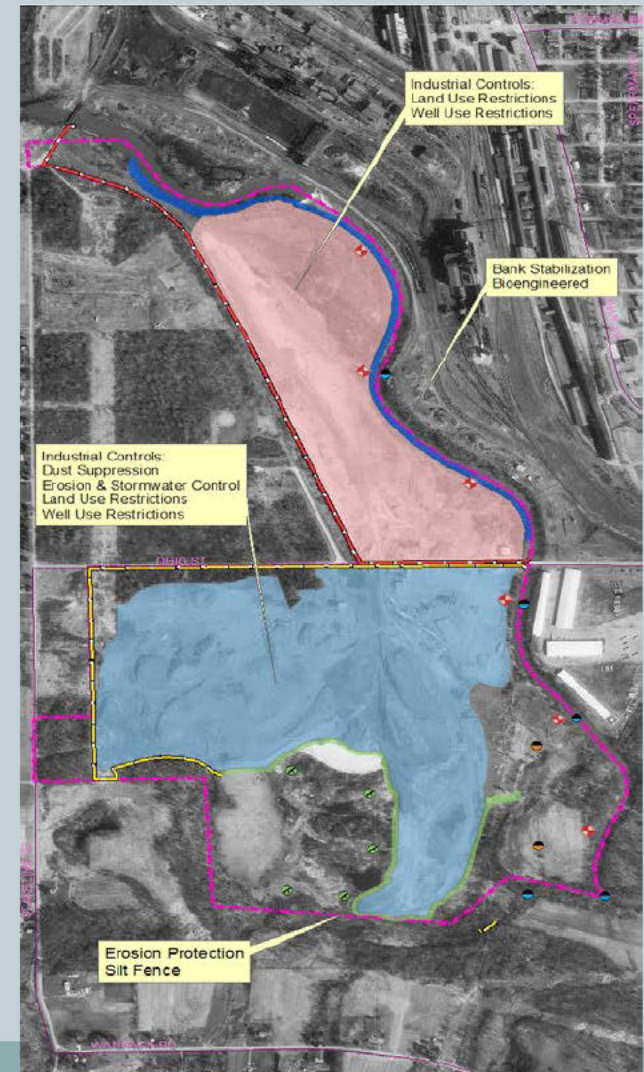 Industrial Controls:
Land Use Restrictions
Well Use Restrictions
Bank Stabilization
Bioengineered
Industrial Controls:
Dust Suppression
Erosion & Stormwater Control
Land Use Restrictions
Well Use Restrictions
OHIO ST
Erosion Protection
Silt Fence